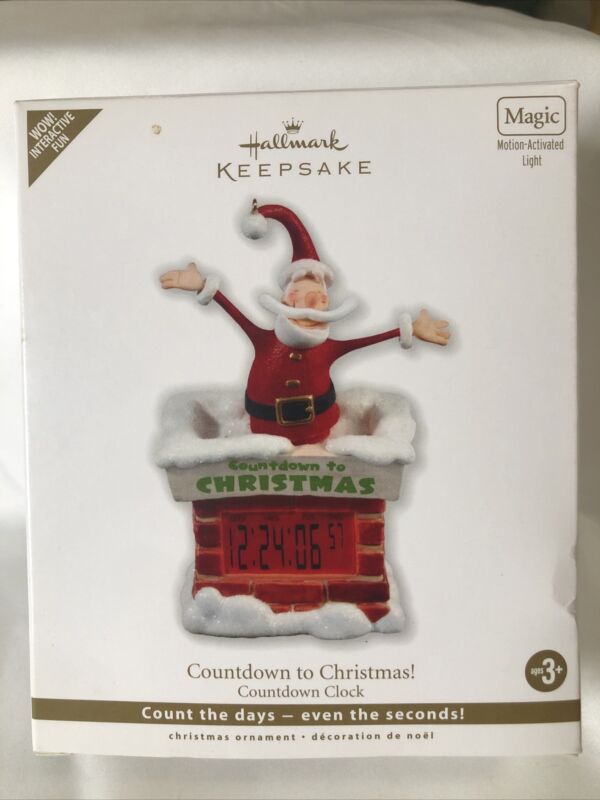 WOW!
INTERACTIVE
FUN
Hallmark
KEEPSAKE
Magic
Motion-Activated
Light
Countdown to
CHRISTMAS
12:24:06 57
Countdown to Christmas!
Countdown Clock
ages 3+
Count the days – even the seconds!
christmas ornament • décoration de noël